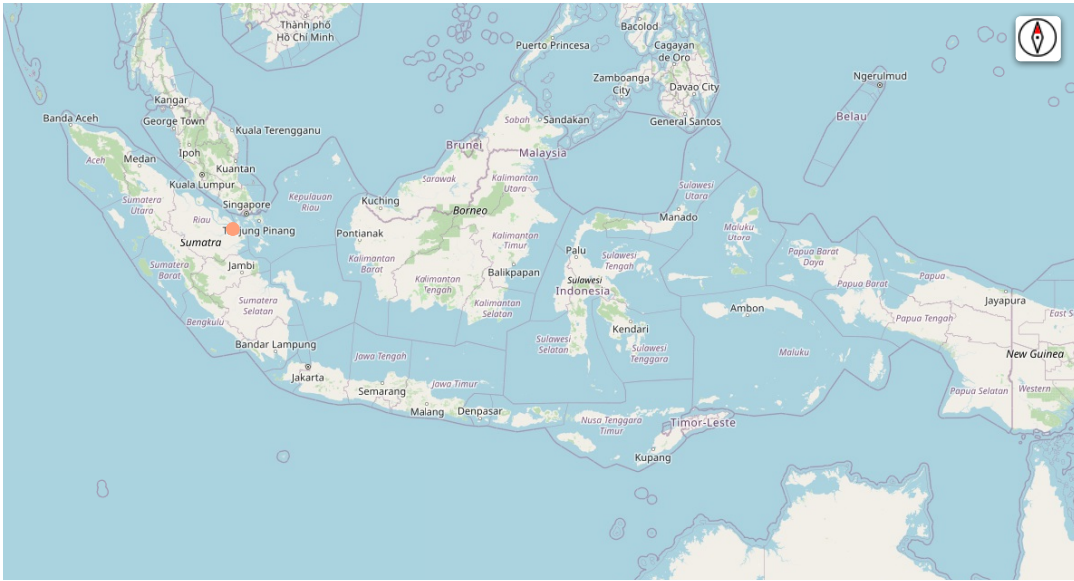 Thành phố
Hồ Chí Minh
Bacolod
Puerto Princesa
Cagayan
de Oro
Zamboanga
City
Davao City
Ngerulmud
Kangar
Banda Aceh
George Town
Kuala Terengganu
Sabah
Sandakan
General Santos
Belau
Brunei
Malaysia
Ipoh
Aceh
Medan
Kuantan
Kuala Lumpur
Sarawak
Kalimantan
Utara
Sulawesi
Utara
Sumatera
Utara
Singapore
Kepulauan
Riau
Kuching
Borneo
Manado
Riau
Tanjung Pinang
Pontianak
Maluku
Utara
Sumatra
Kalimantan
Timur
Palu
Papua Barat
Daya
Sumatera
Barat
Jambi
Kalimantan
Barat
Balikpapan
Sulawesi
Tengah
Papua
Kalimantan
Tengah
Sulawesi
Indonesia
Papua Barat
Sumatera
Selatan
Kalimantan
Selatan
Jayapura
Ambon
East S
Bengkulu
Papua Tengah
Kendari
Bandar Lampung
Sulawesi
Selatan
Sulawesi
Tenggara
Maluku
New Guinea
Jawa Tengah
Jakarta
Semarang
Jawa Timur
Papua Selatan
Western
Malang
Denpasar
Nusa Tenggara
Timur
Timor-Leste
Kupang